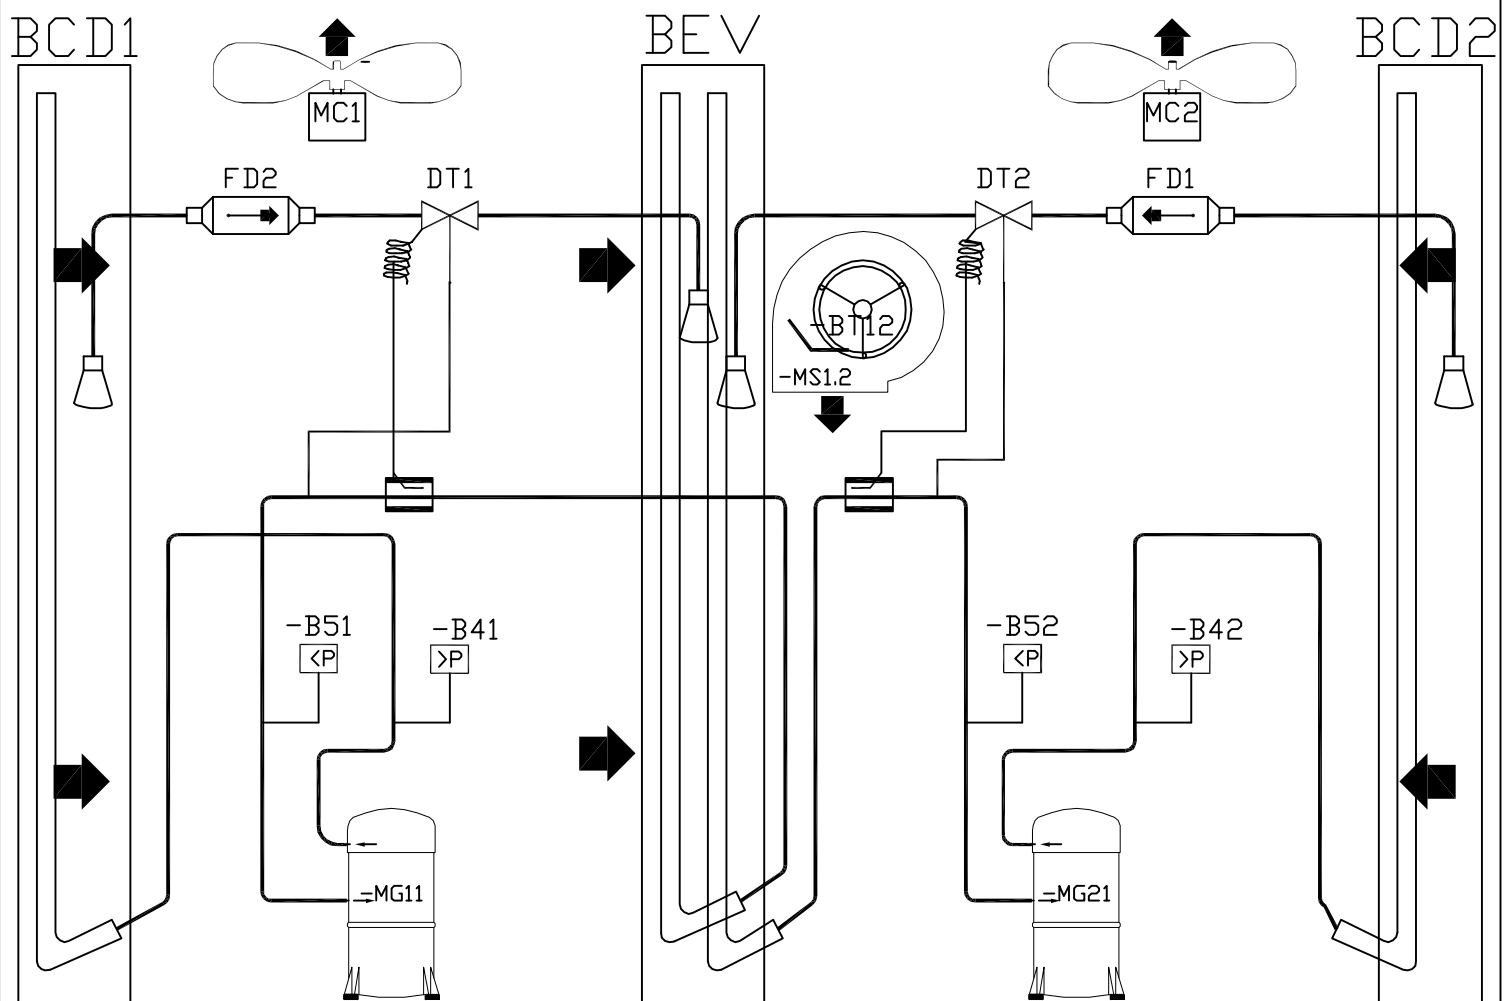 BCD1
BEV
BCD2
MC1
MC2
FD2
DT1
DT2
FD1
-BT12
-MS1.2
-B51
-B41
-B52
-B42
<P
>P
<P
>P
-MG11
-MG21